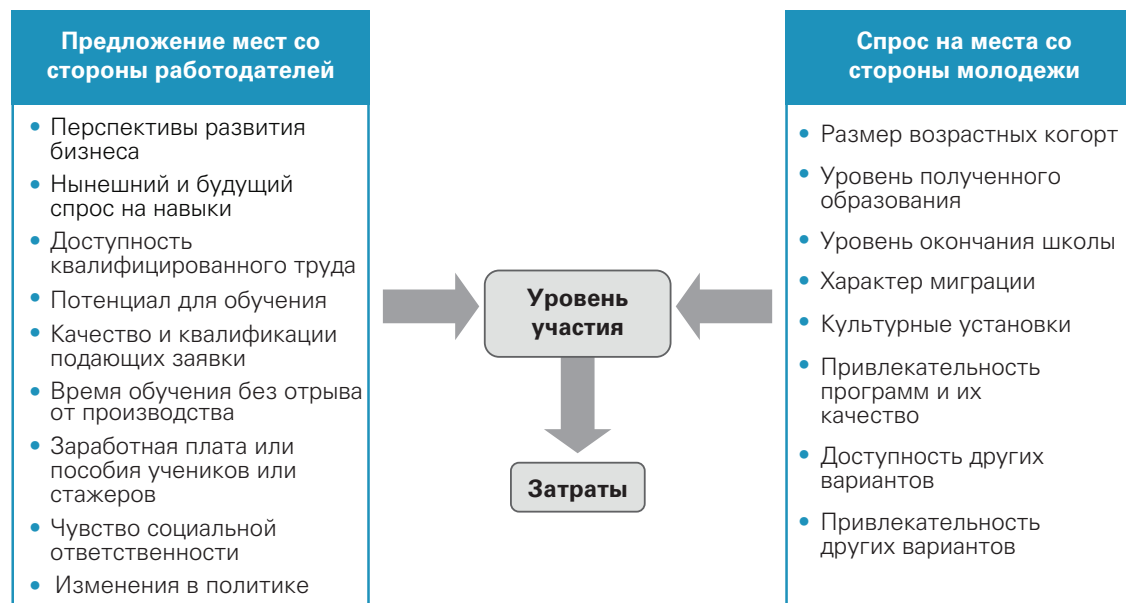 Предложение мест со
стороны работодателей
Перспективы развития
бизнеса
Нынешний и будущий
спрос на навыки
Доступность
квалифицированного труда
Потенциал для обучения
Качество и квалификации
подающих заявки
Время обучения без отрыва
от производства
Заработная плата или
пособия учеников или
стажеров
Чувство социальной
ответственности
Изменения в политике
Уровень
участия
Затраты
Спрос на места со
стороны молодежи
Размер возрастных когорт
Уровень полученного
образования
Уровень окончания школы
Характер миграции
Культурные установки
Привлекательность
программ и их
качество
Доступность других
вариантов
Привлекательность
других вариантов